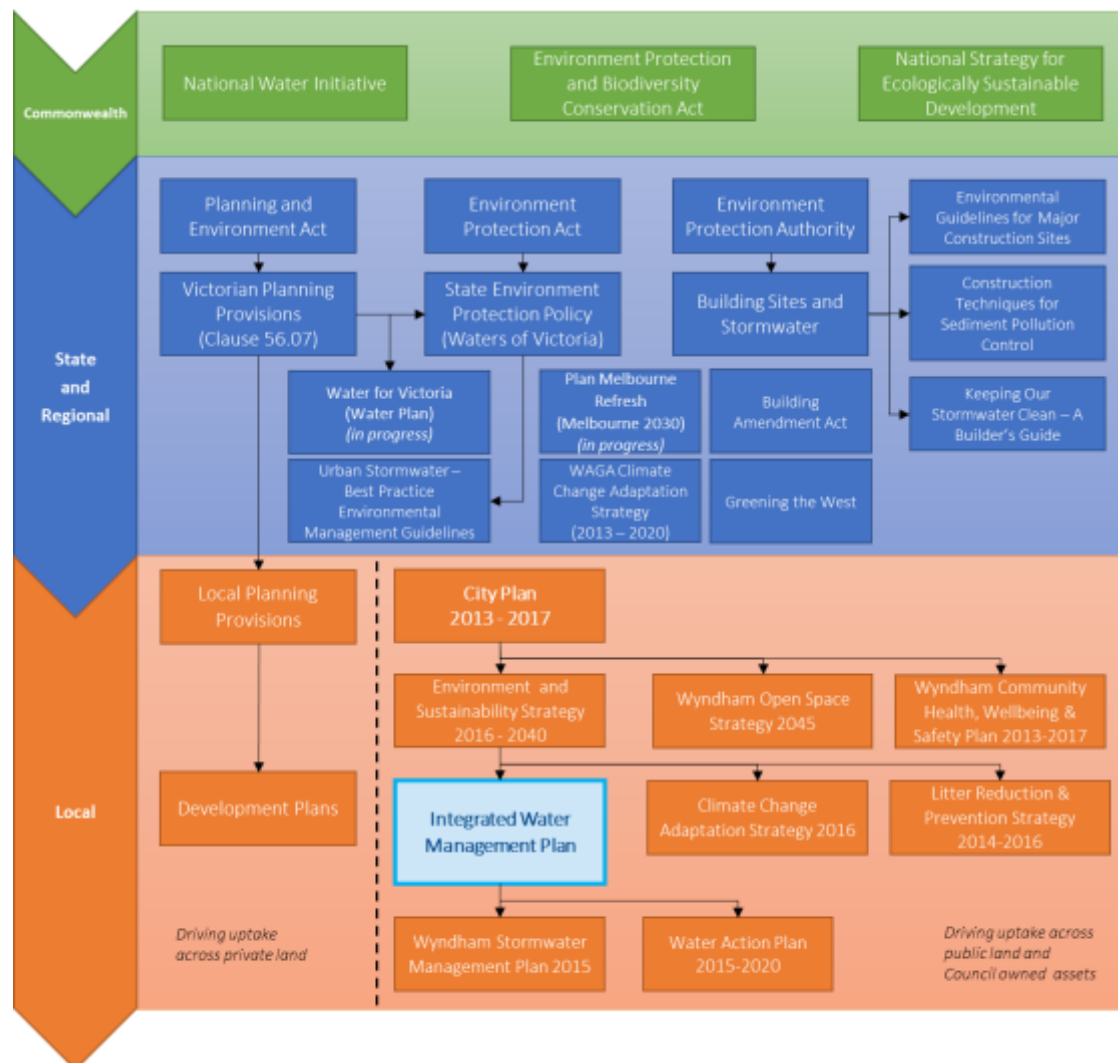 Commonwealth
National Water Initiative
Environment Protection
and Biodiversity
Conservation Act
National Strategy for
Ecologically Sustainable
Development
State
and
Regional
Planning and
Environment Act
Environment
Protection Act
Environment
Protection Authority
Environmental
Guidelines for Major
Construction Sites
Victorian Planning
Provisions
(Clause 56.07)
State Environment
Protection Policy
(Waters of Victoria)
Building Sites and
Stormwater
Construction
Techniques for
Sediment Pollution
Control
Water for Victoria
(Water Plan)
(in progress)
Plan Melbourne
Refresh
(Melbourne 2030)
(in progress)
Building
Amendment Act
Keeping Our
Stormwater Clean – A
Builder's Guide
Urban Stormwater –
Best Practice
Environmental
Management Guidelines
WAGA Climate
Change Adaptation
Strategy
(2013 – 2020)
Greening the West
Local
Local Planning
Provisions
City Plan
2013 - 2017
Environment and
Sustainability Strategy
2016 - 2040
Wyndham Open Space
Strategy 2045
Wyndham Community
Health, Wellbeing &
Safety Plan 2013-2017
Development Plans
Integrated Water
Management Plan
Climate Change
Adaptation Strategy 2016
Litter Reduction &
Prevention Strategy
2014-2016
Driving uptake
across private land
Wyndham Stormwater
Management Plan 2015
Water Action Plan
2015-2020
Driving uptake across
public land and
Council owned assets